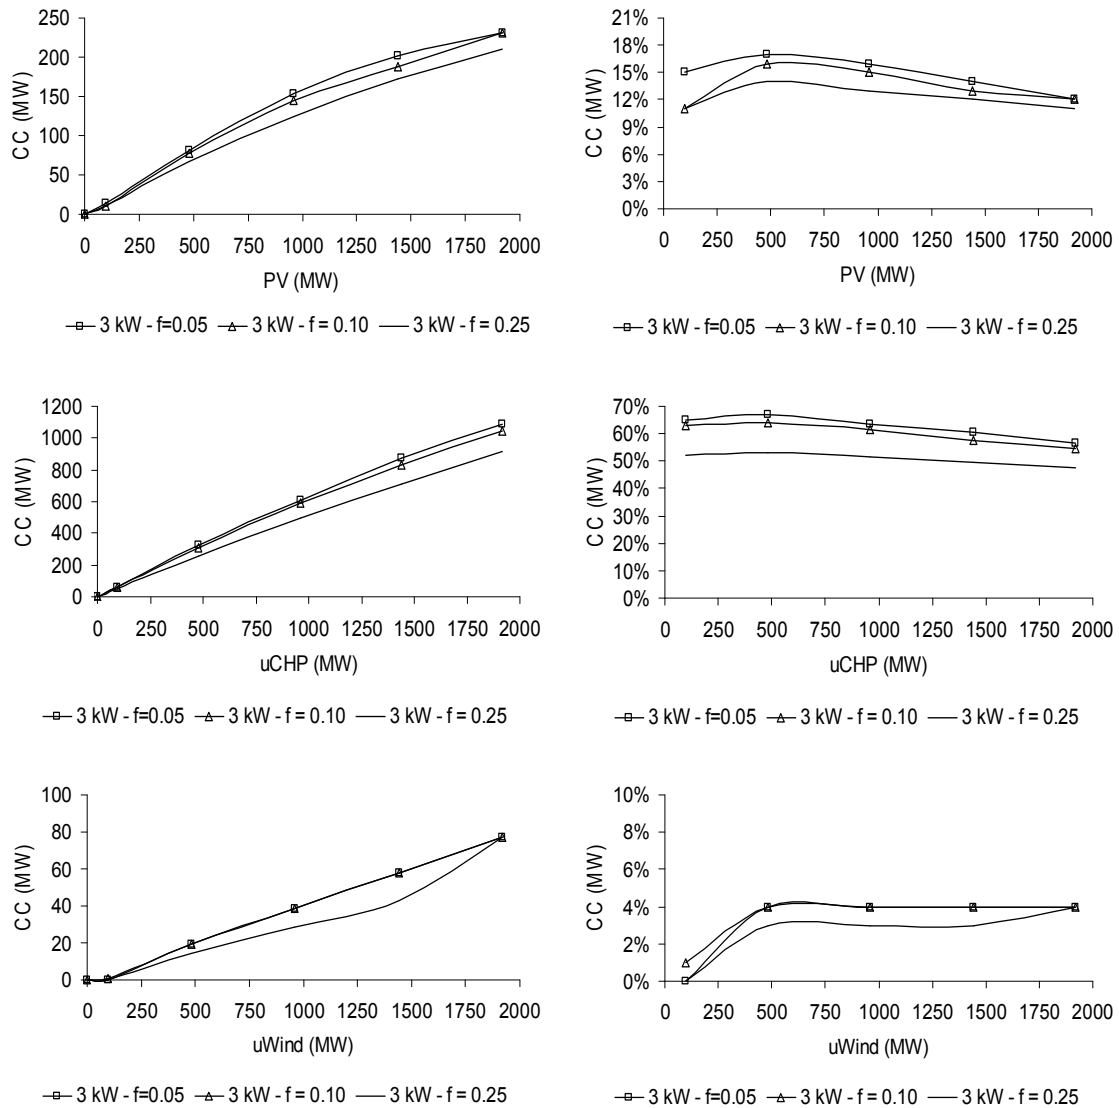 250
200
150
100
50
0
CC (MW)
0 250 500 750 1000 1250 1500 1750 2000
PV (MW)
3 kW - f=0.05 3 kW - f = 0.10 3 kW - f = 0.25
21%
18%
15%
12%
9%
6%
3%
0%
CC (MW)
0 250 500 750 1000 1250 1500 1750 2000
PV (MW)
3 kW - f=0.05 3 kW - f = 0.10 3 kW - f = 0.25
1200
1000
800
600
400
200
0
CC (MW)
0 250 500 750 1000 1250 1500 1750 2000
uCHP (MW)
3 kW - f=0.05 3 kW - f = 0.10 3 kW - f = 0.25
70%
60%
50%
40%
30%
20%
10%
0%
CC (MW)
0 250 500 750 1000 1250 1500 1750 2000
uCHP (MW)
3 kW - f=0.05 3 kW - f = 0.10 3 kW - f = 0.25
100
80
60
40
20
0
CC (MW)
0 250 500 750 1000 1250 1500 1750 2000
uWind (MW)
3 kW - f=0.05 3 kW - f = 0.10 3 kW - f = 0.25
10%
8%
6%
4%
2%
0%
CC (MW)
0 250 500 750 1000 1250 1500 1750 2000
uWind (MW)
3 kW - f=0.05 3 kW - f = 0.10 3 kW - f = 0.25